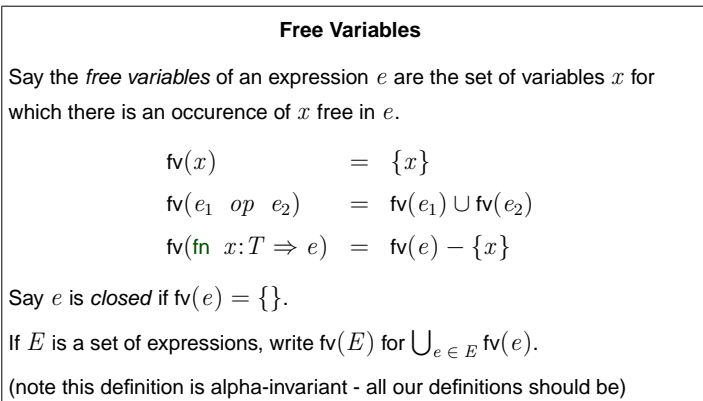 Free Variables
Say the free variables of an expression e are the set of variables x for
which there is an occurence of x free in e.
fv(x) = {x}
fv(e₁ op e₂) = fv(e₁) ∪ fv(e₂)
fv(fn x:T ⇒ e) = fv(e) − {x}
Say e is closed if fv(e) = {}.
If E is a set of expressions, write fv(E) for ⋃ₑ ∈ E fv(e).
(note this definition is alpha-invariant - all our definitions should be)